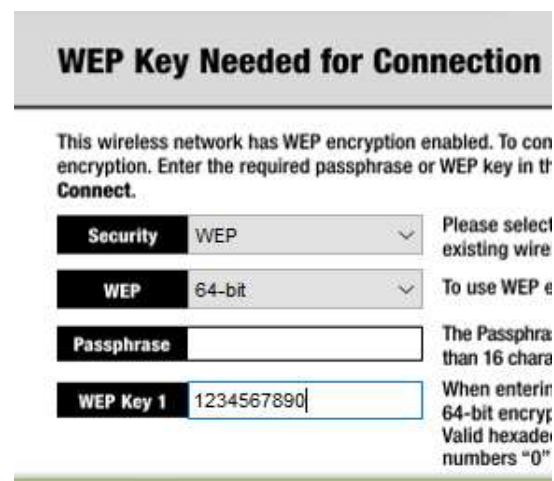 WEP Key Needed for Connection
This wireless network has WEP encryption enabled. To con
encryption. Enter the required passphrase or WEP key in th
Connect.
Security WEP
Please select
existing wire
WEP 64-bit
To use WEP e
Passphrase
The Passphra
than 16 chara
WEP Key 1 1234567890
When enterin
64-bit encryp
Valid hexade
numbers "0"